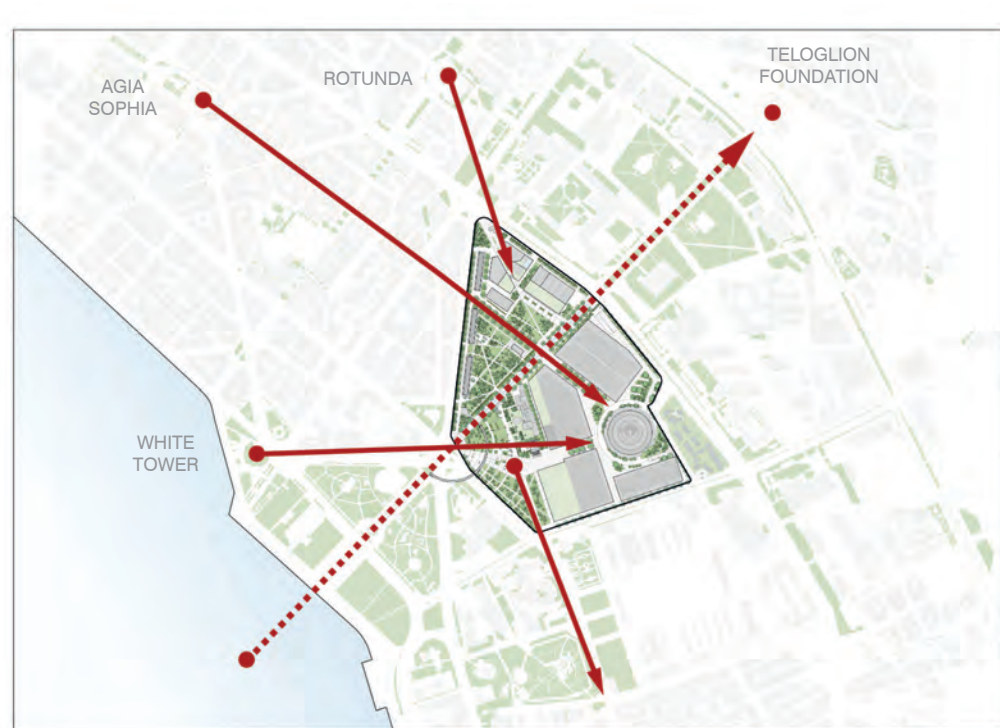 AGIA
SOPHIA
ROTUNDA
TELOGLION
FOUNDATION
WHITE
TOWER